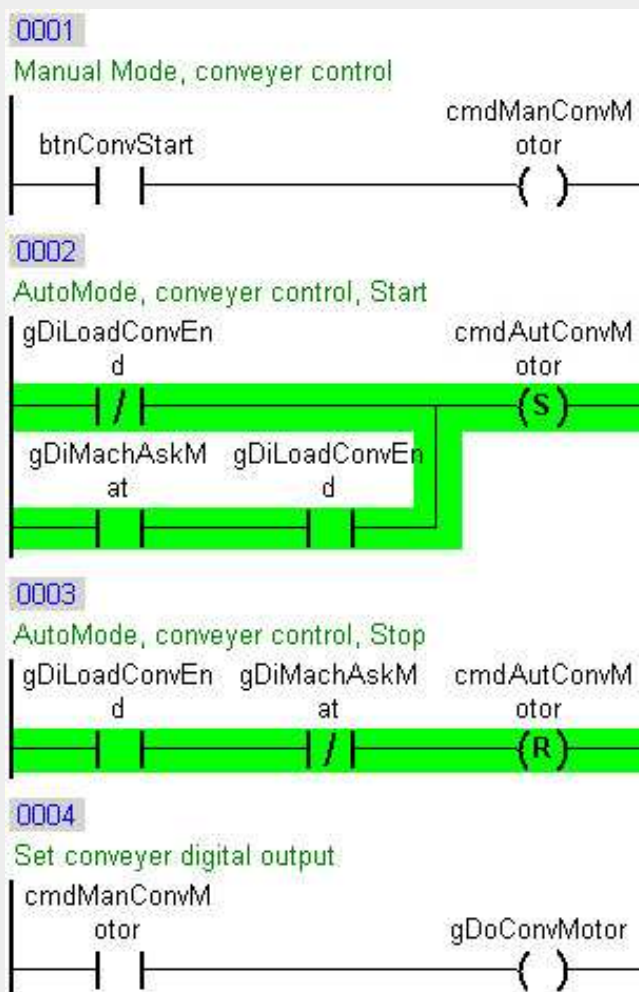 0001
Manual Mode, conveyer control
cmdManConvM
btnConvStart otor
( )
0002
AutoMode, conveyer control, Start
gDiLoadConvEn cmdAutConvM
d otor
(S)
gDiMachAskM gDiLoadConvEn
at d
0003
AutoMode, conveyer control, Stop
gDiLoadConvEn gDiMachAskM cmdAutConvM
d at otor
(R)
0004
Set conveyer digital output
cmdManConvM
otor gDoConvMotor
( )